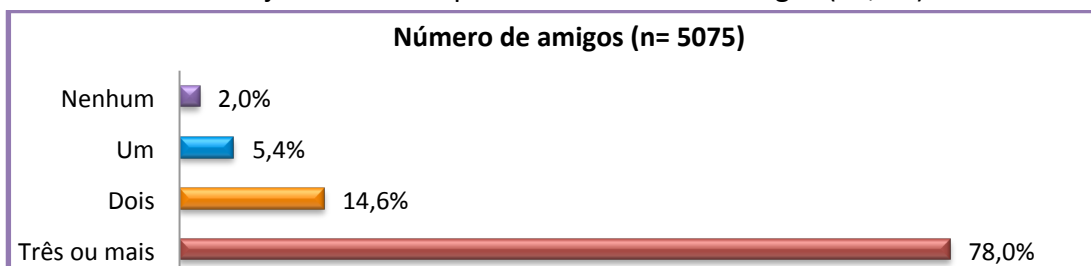 Número de amigos (n= 5075)
Nenhum 2,0%
Um 5,4%
Dois 14,6%
Três ou mais 78,0%